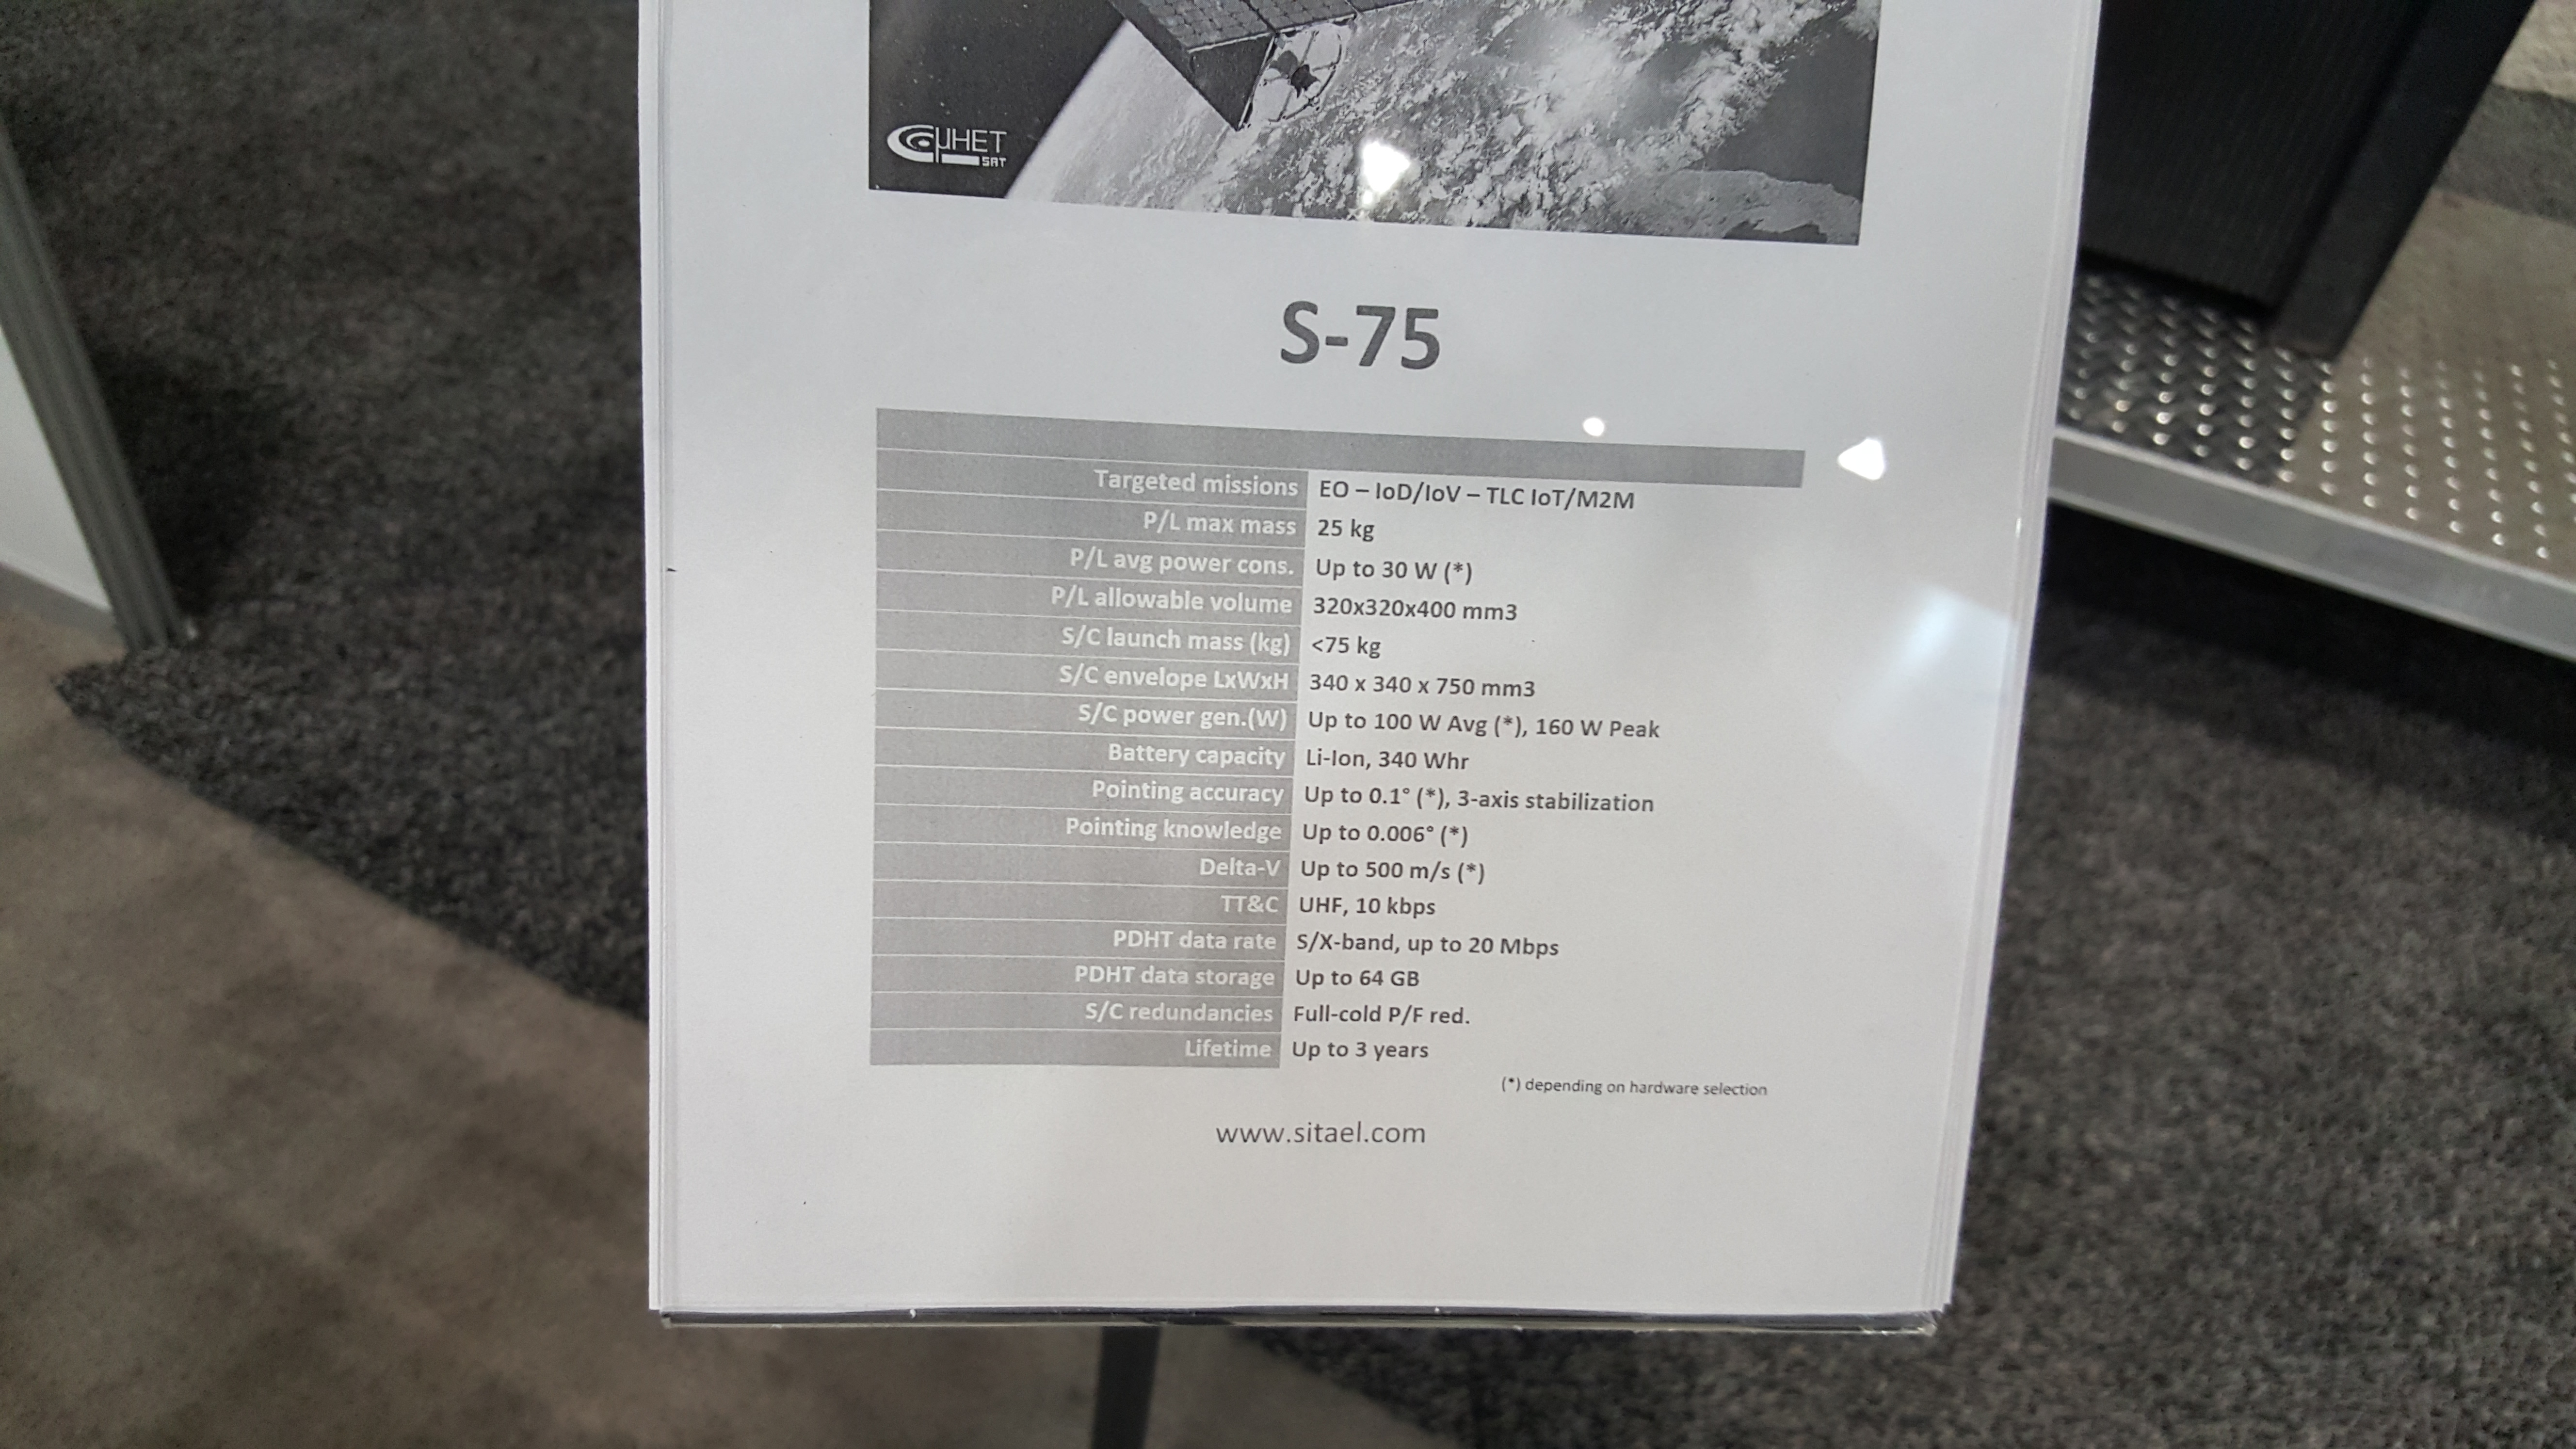 µHET
SAT
S-75
Targeted missions EO – IoD/IoV – TLC IoT/M2M
P/L max mass 25 kg
P/L avg power cons. Up to 30 W (*)
P/L allowable volume 320x320x400 mm3
S/C launch mass (kg) <75 kg
S/C envelope LxWxH 340 x 340 x 750 mm3
S/C power gen.(W) Up to 100 W Avg (*), 160 W Peak
Battery capacity Li-Ion, 340 Whr
Pointing accuracy Up to 0.1° (*), 3-axis stabilization
Pointing knowledge Up to 0.006° (*)
Delta-V Up to 500 m/s (*)
TT&C UHF, 10 kbps
PDHT data rate S/X-band, up to 20 Mbps
PDHT data storage Up to 64 GB
S/C redundancies Full-cold P/F red.
Lifetime Up to 3 years
(*) depending on hardware selection
www.sitael.com